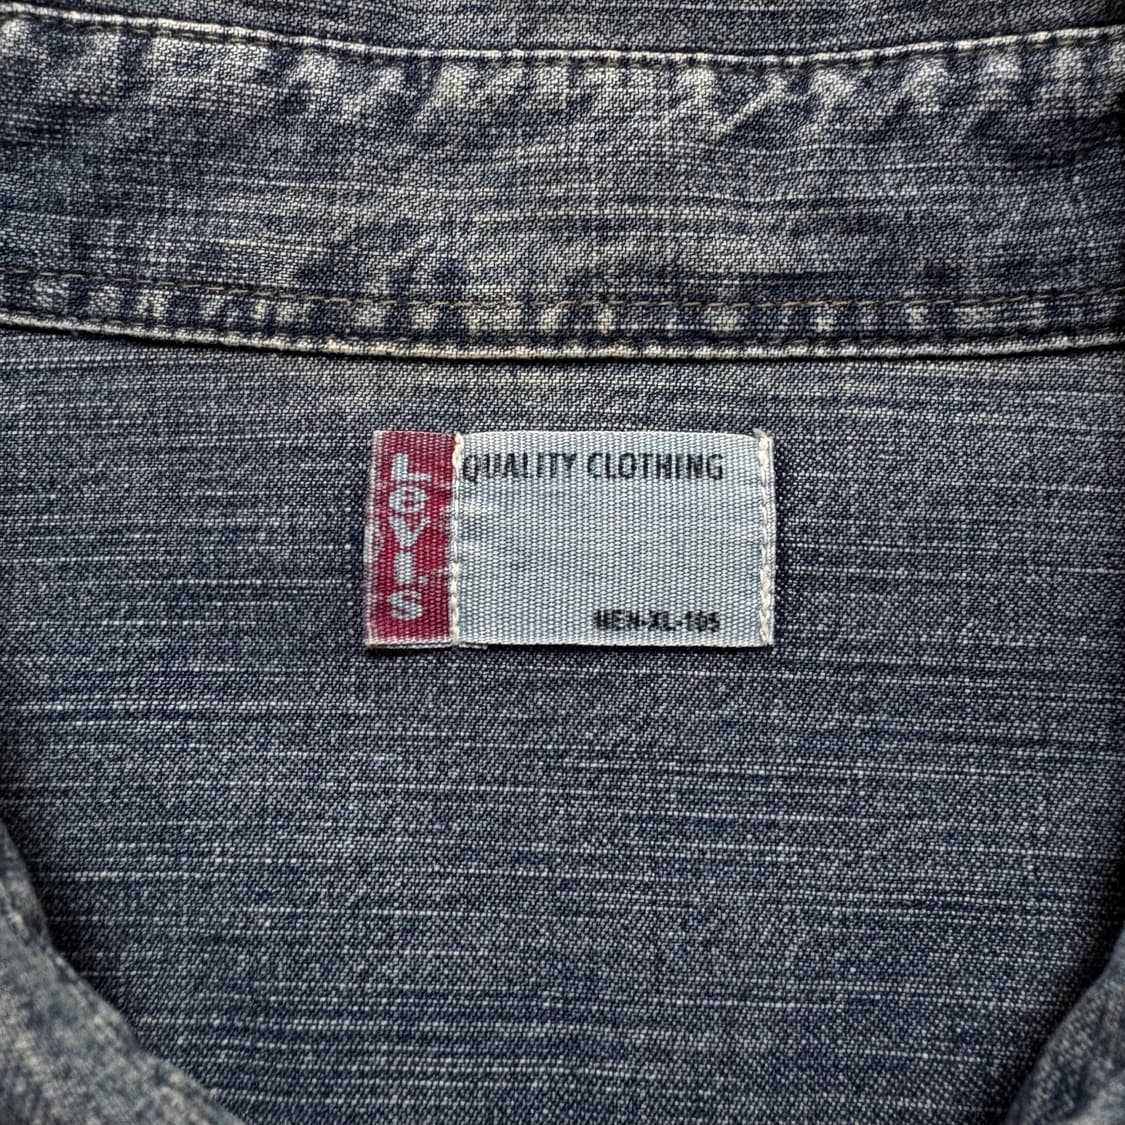 Levi's
QUALITY CLOTHING
MEN-XL-105